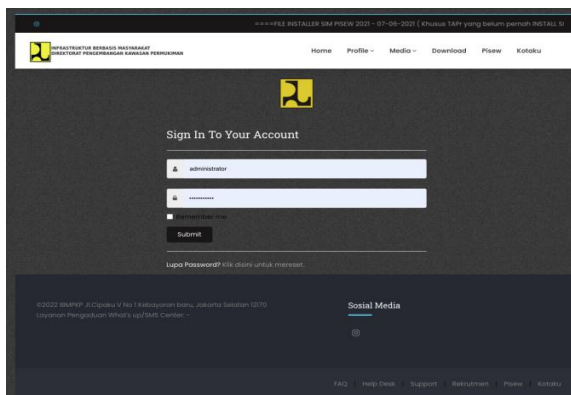 ====FILE INSTALLER SIM PISEW 2021 - 07-06-2021 ( Khusus TAPr yang belum pernah INSTALL SI
INFRASTRUKTUR BERBASIS MASYARAKAT
DIREKTORAT PENGEMBANGAN KAWASAN PERMUKIMAN
Home Profile Media Download Pisew Kotaku
Sign In To Your Account
administrator
Remember me
Submit
Lupa Password? Klik disini untuk mereset.
©2022 IBMPKP Jl.Cipaku V No 1 Kebayoran baru, Jakarta Selatan 12170
Layanan Pengaduan What's up/SMS Center: -
Sosial Media
FAQ Help Desk Support Rekrutmen Pisew Kotaku